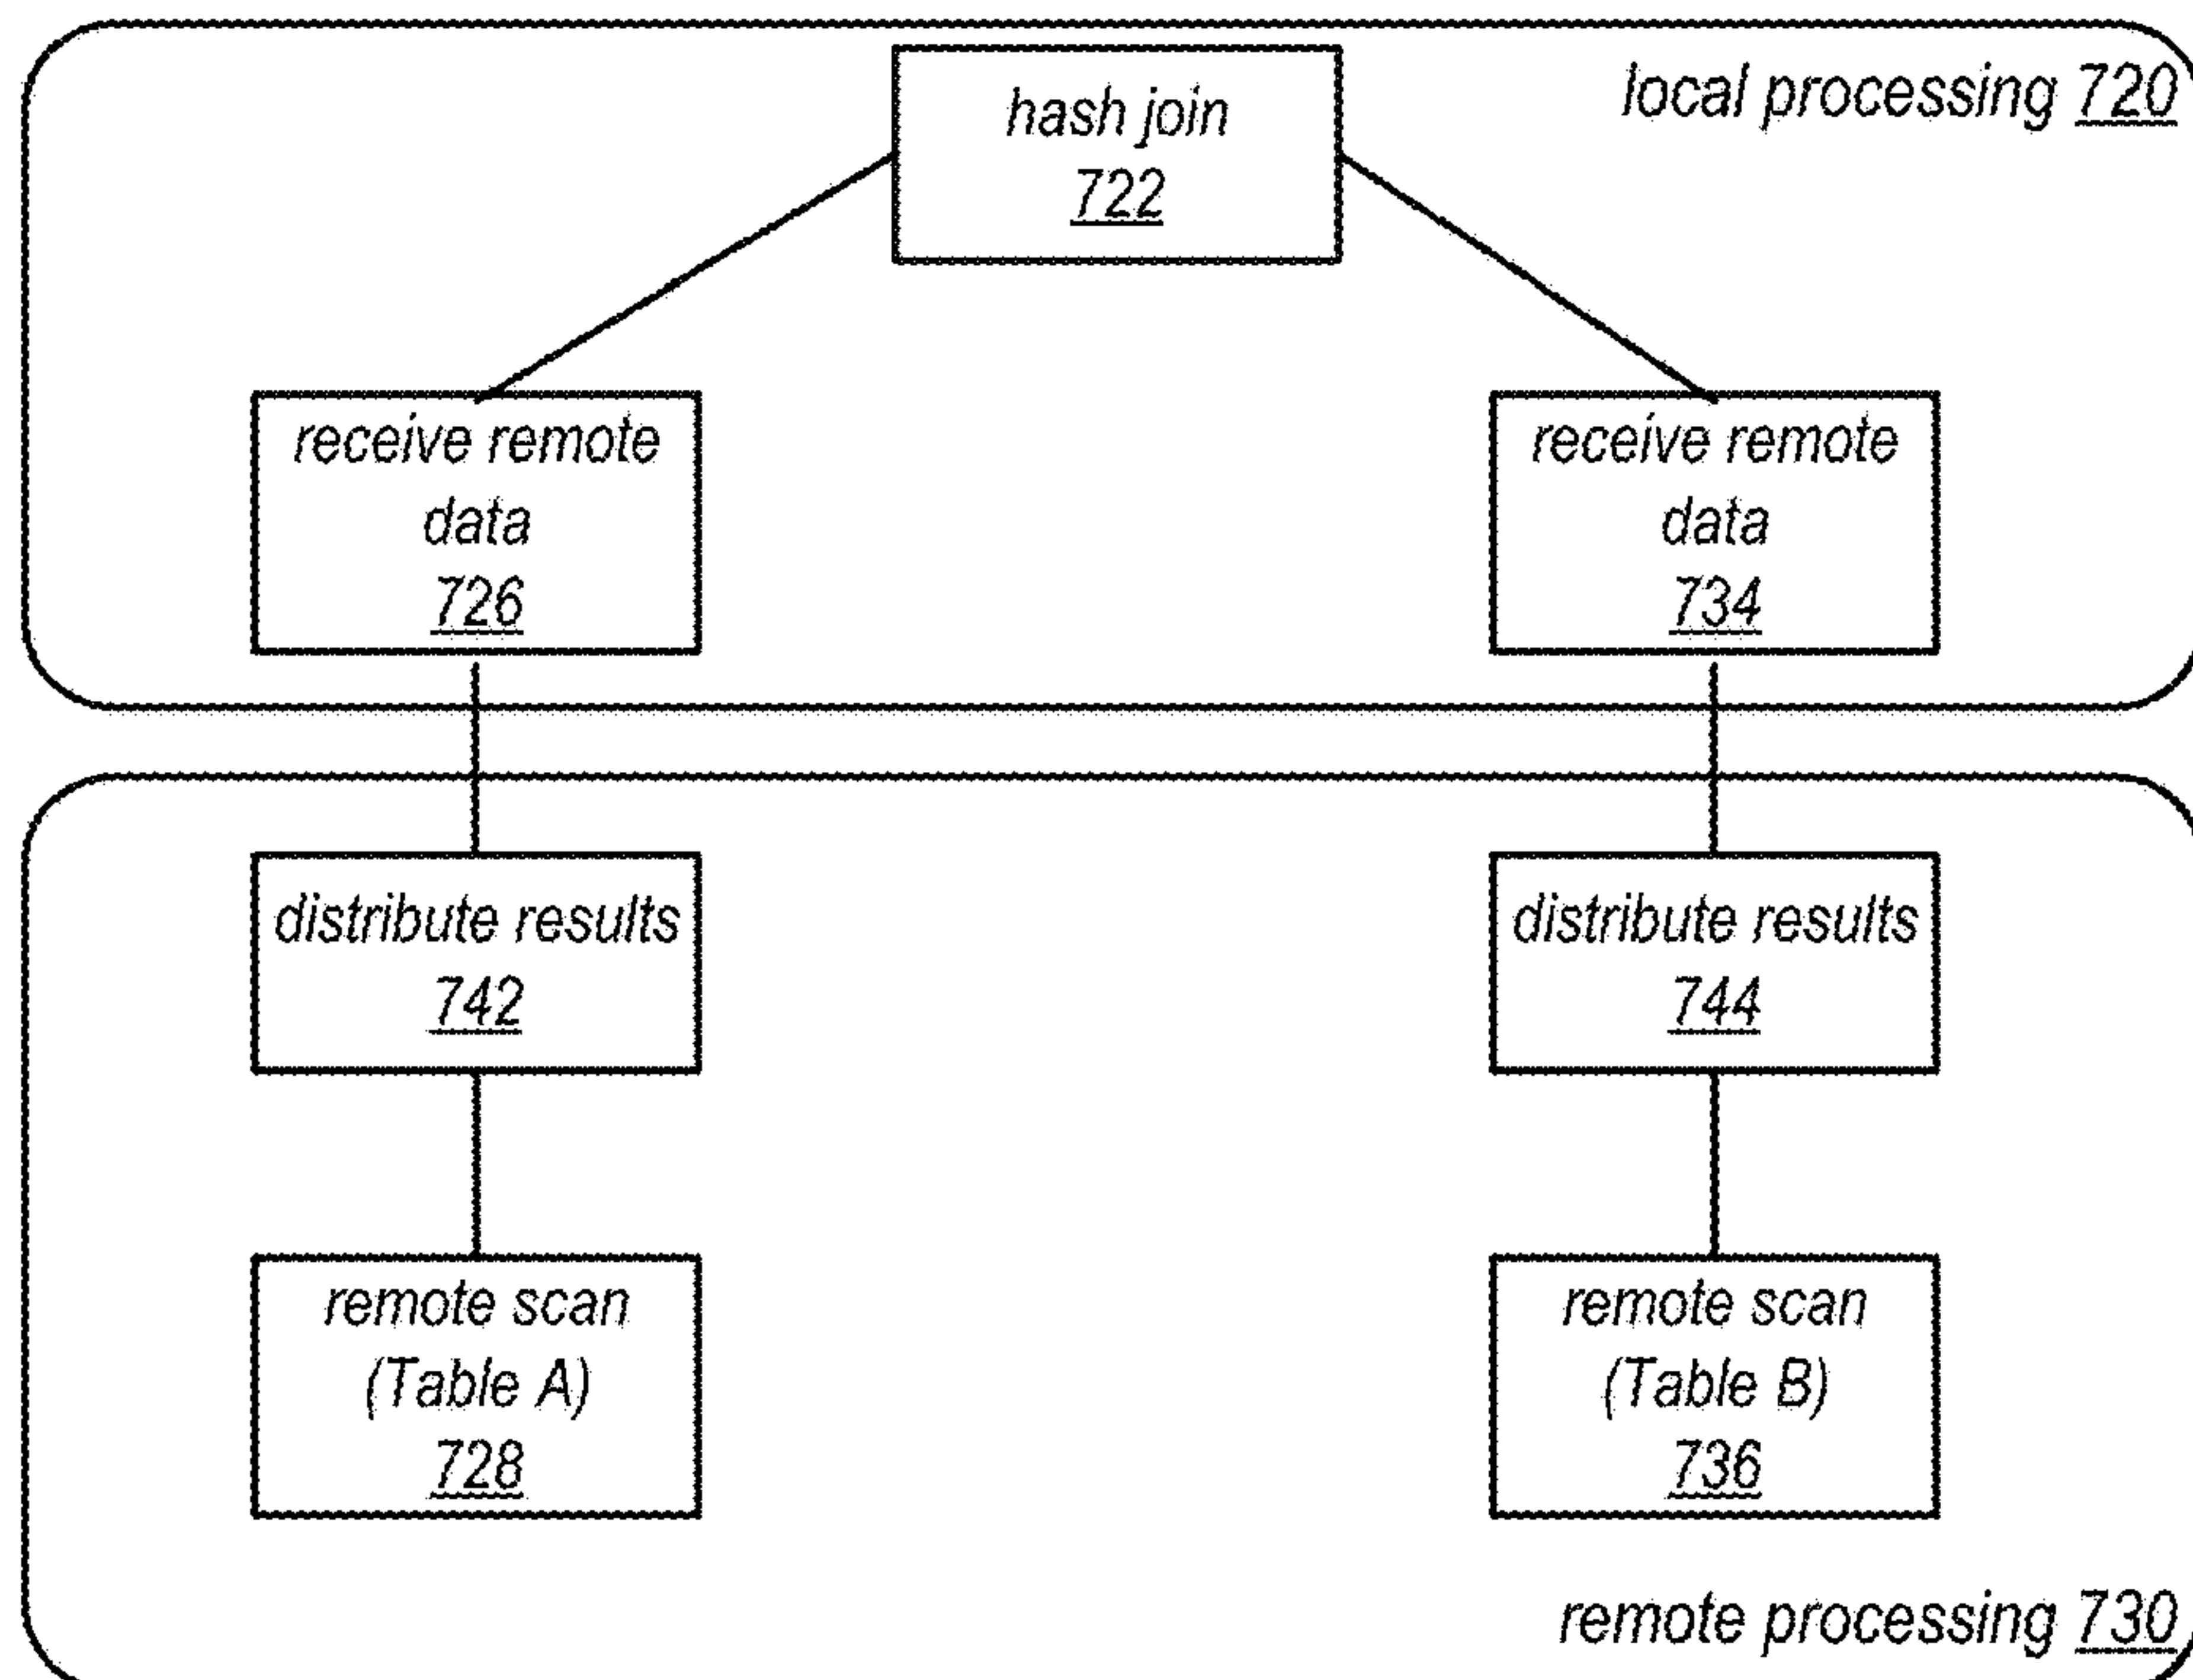 local processing 720
hash join
722
receive remote
data
726
receive remote
data
734
distribute results
742
distribute results
744
remote scan
(Table A)
728
remote scan
(Table B)
736
remote processing 730